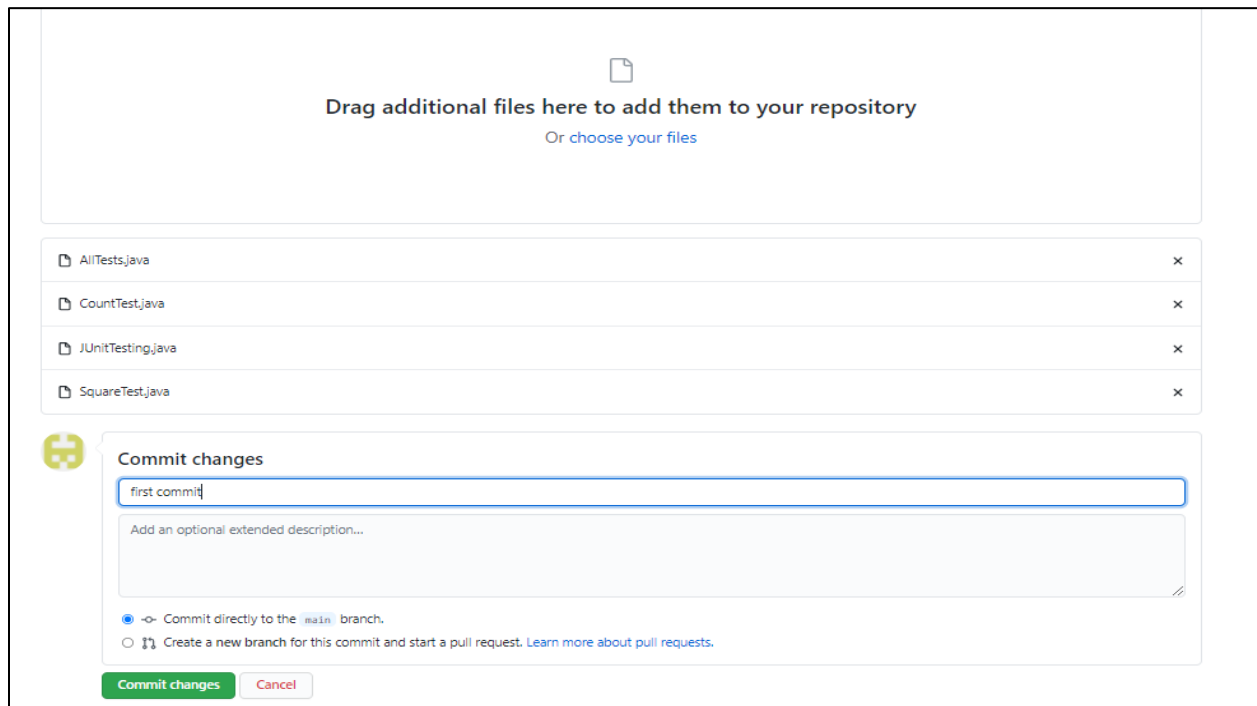 Drag additional files here to add them to your repository
Or choose your files
AllTests.java
CountTest.java
JUnitTesting.java
SquareTest.java
Commit changes
first commit
Add an optional extended description...
Commit directly to the main branch.
Create a new branch for this commit and start a pull request. Learn more about pull requests.
Commit changes Cancel